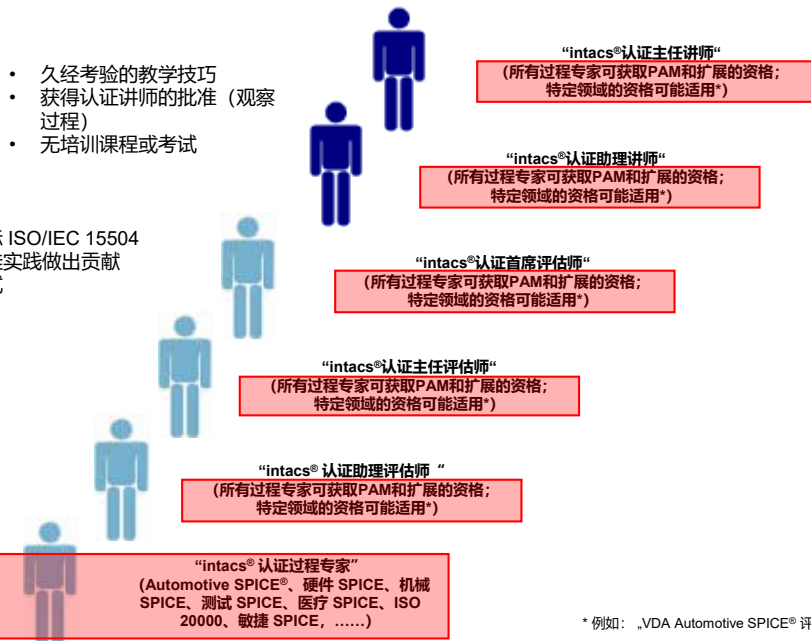 • 久经考验的教学技巧
• 获得认证讲师的批准（观察
过程）
• 无培训课程或考试
ISO/IEC 15504
实践做出贡献
“intacs®认证主任讲师“
(所有过程专家可获取PAM和扩展的资格；
特定领域的资格可能适用*)
“intacs®认证助理讲师“
(所有过程专家可获取PAM和扩展的资格；
特定领域的资格可能适用*)
“intacs®认证首席评估师“
(所有过程专家可获取PAM和扩展的资格；
特定领域的资格可能适用*)
“intacs®认证主任评估师“
(所有过程专家可获取PAM和扩展的资格；
特定领域的资格可能适用*)
“intacs® 认证助理评估师 “
(所有过程专家可获取PAM和扩展的资格；
特定领域的资格可能适用*)
“intacs® 认证过程专家”
(Automotive SPICE®、硬件 SPICE、机械
SPICE、测试 SPICE、医疗 SPICE、ISO
20000、敏捷 SPICE，……)
* 例如： „VDA Automotive SPICE® 评